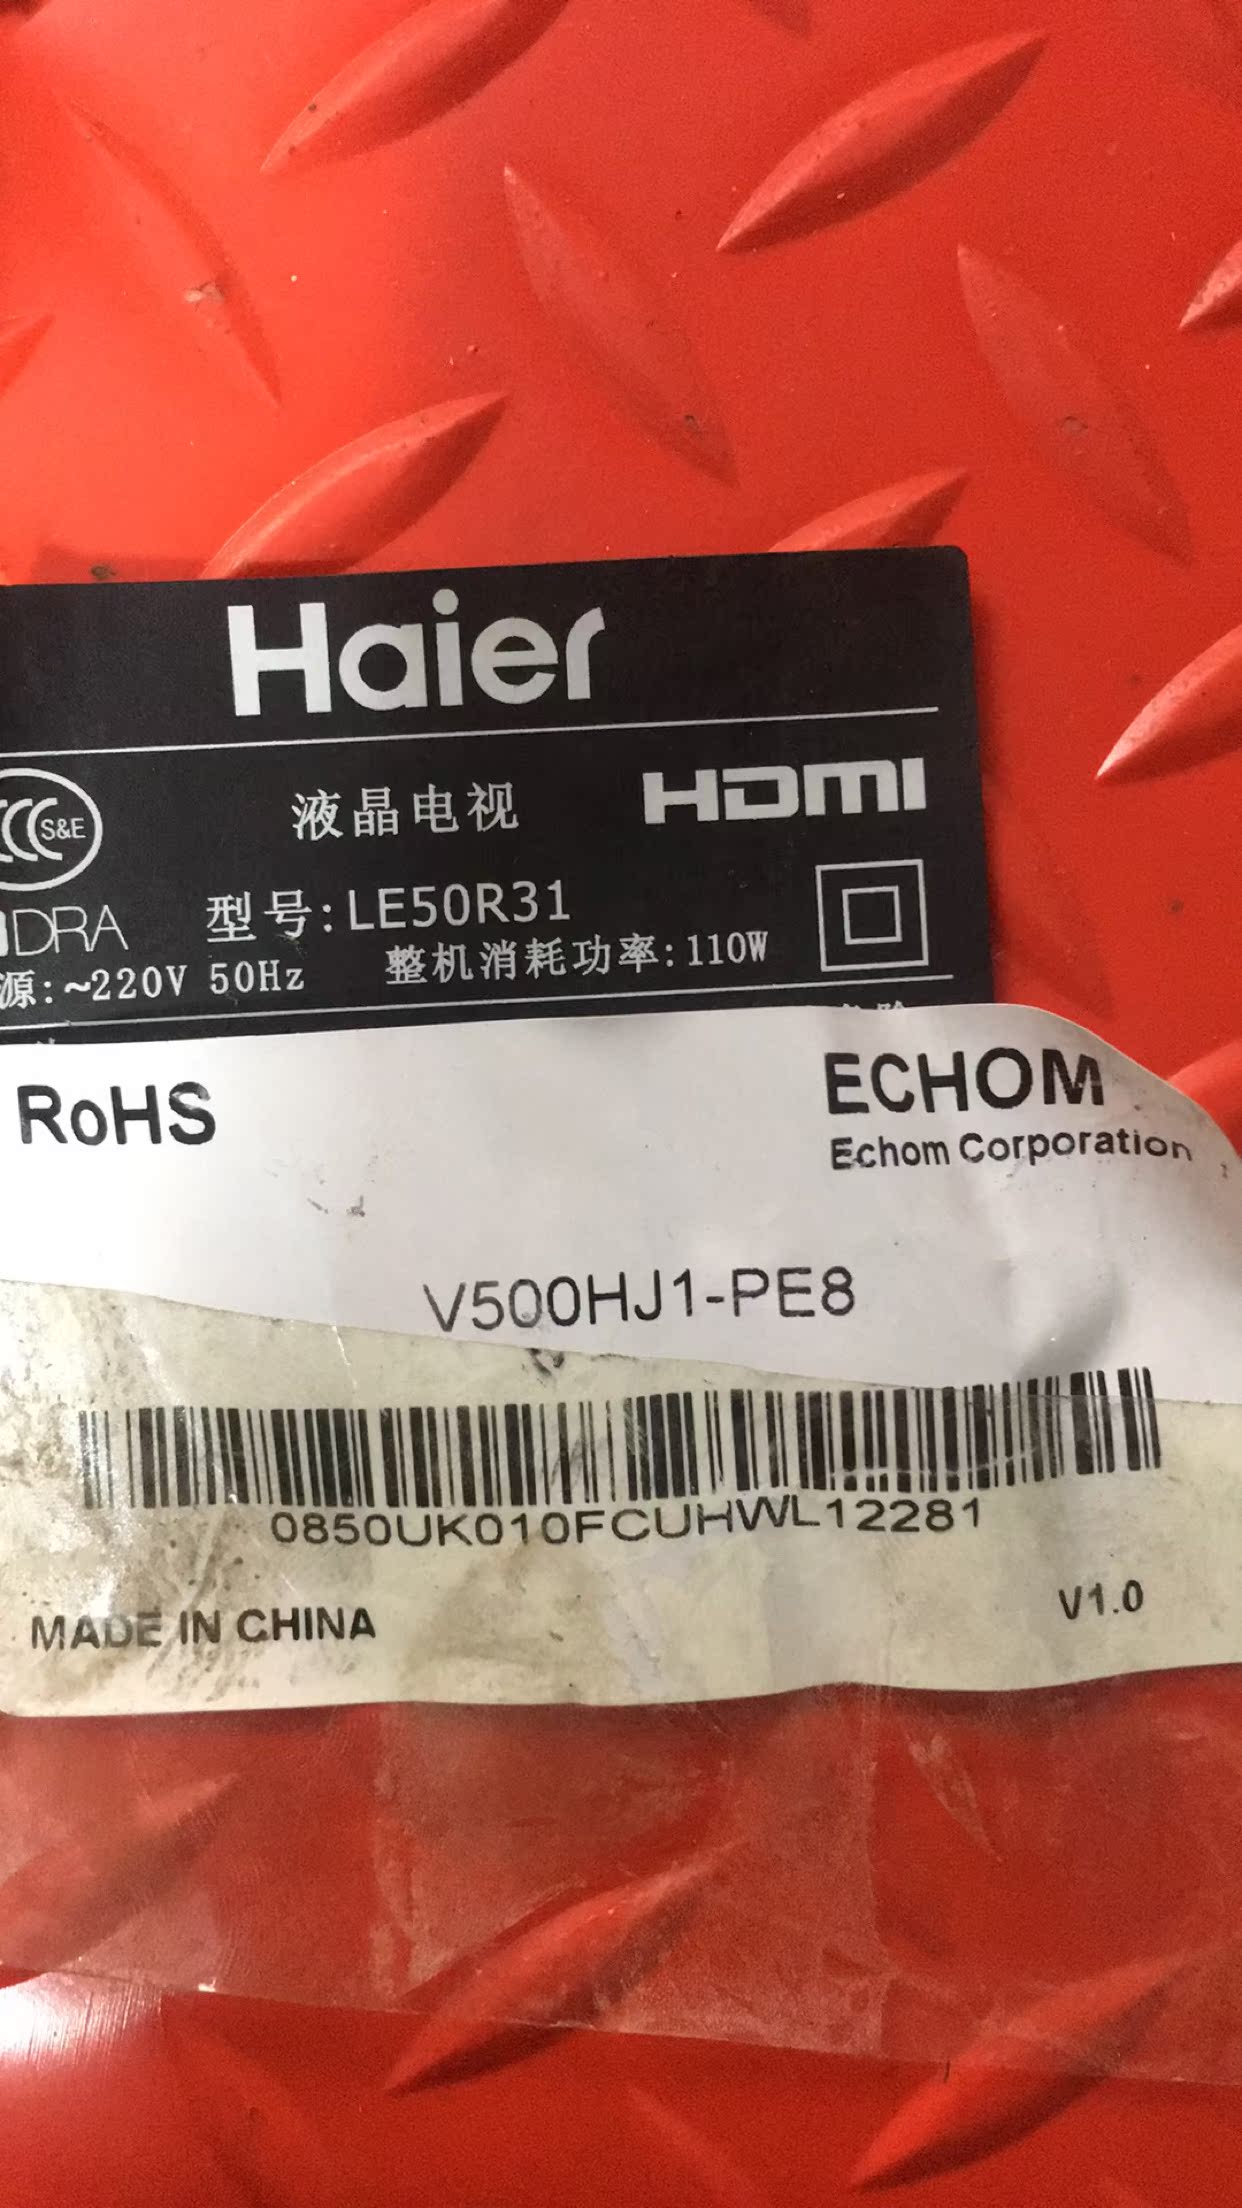 Haier
液晶电视
HDMI
S&E
DRA
型号:LE50R31
源:~220V 50Hz
整机消耗功率:110W
RoHS
ECHOM
Echom Corporation
V500HJ1-PE8
0850UK010FCUHWL12281
MADE IN CHINA
V1.0